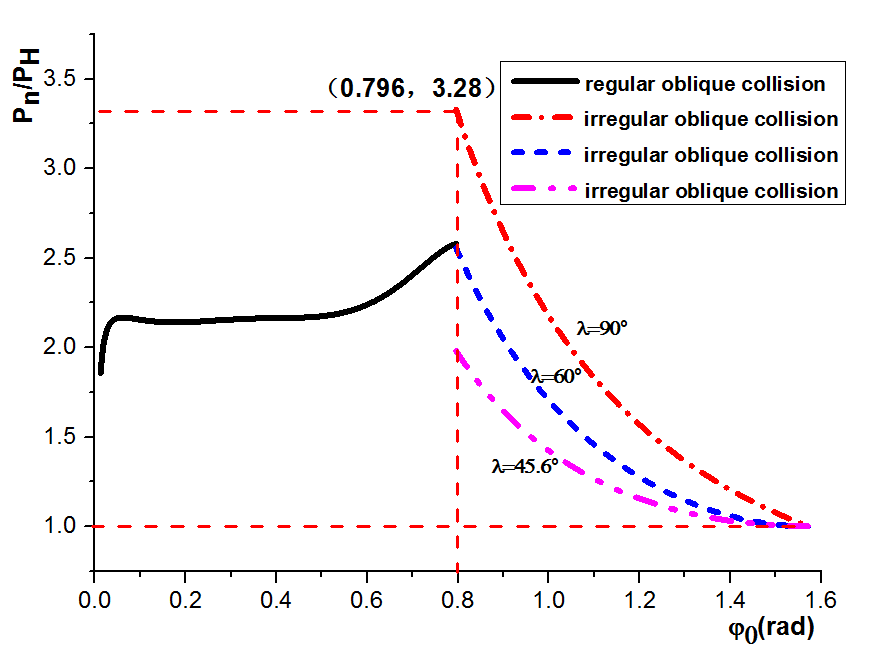 Pn/PH
3.5
3.0
2.5
2.0
1.5
1.0
（0.796，3.28）
regular oblique collision
irregular oblique collision
irregular oblique collision
irregular oblique collision
λ=90°
λ=60°
λ=45.6°
0.0 0.2 0.4 0.6 0.8 1.0 1.2 1.4 1.6
φ0(rad)